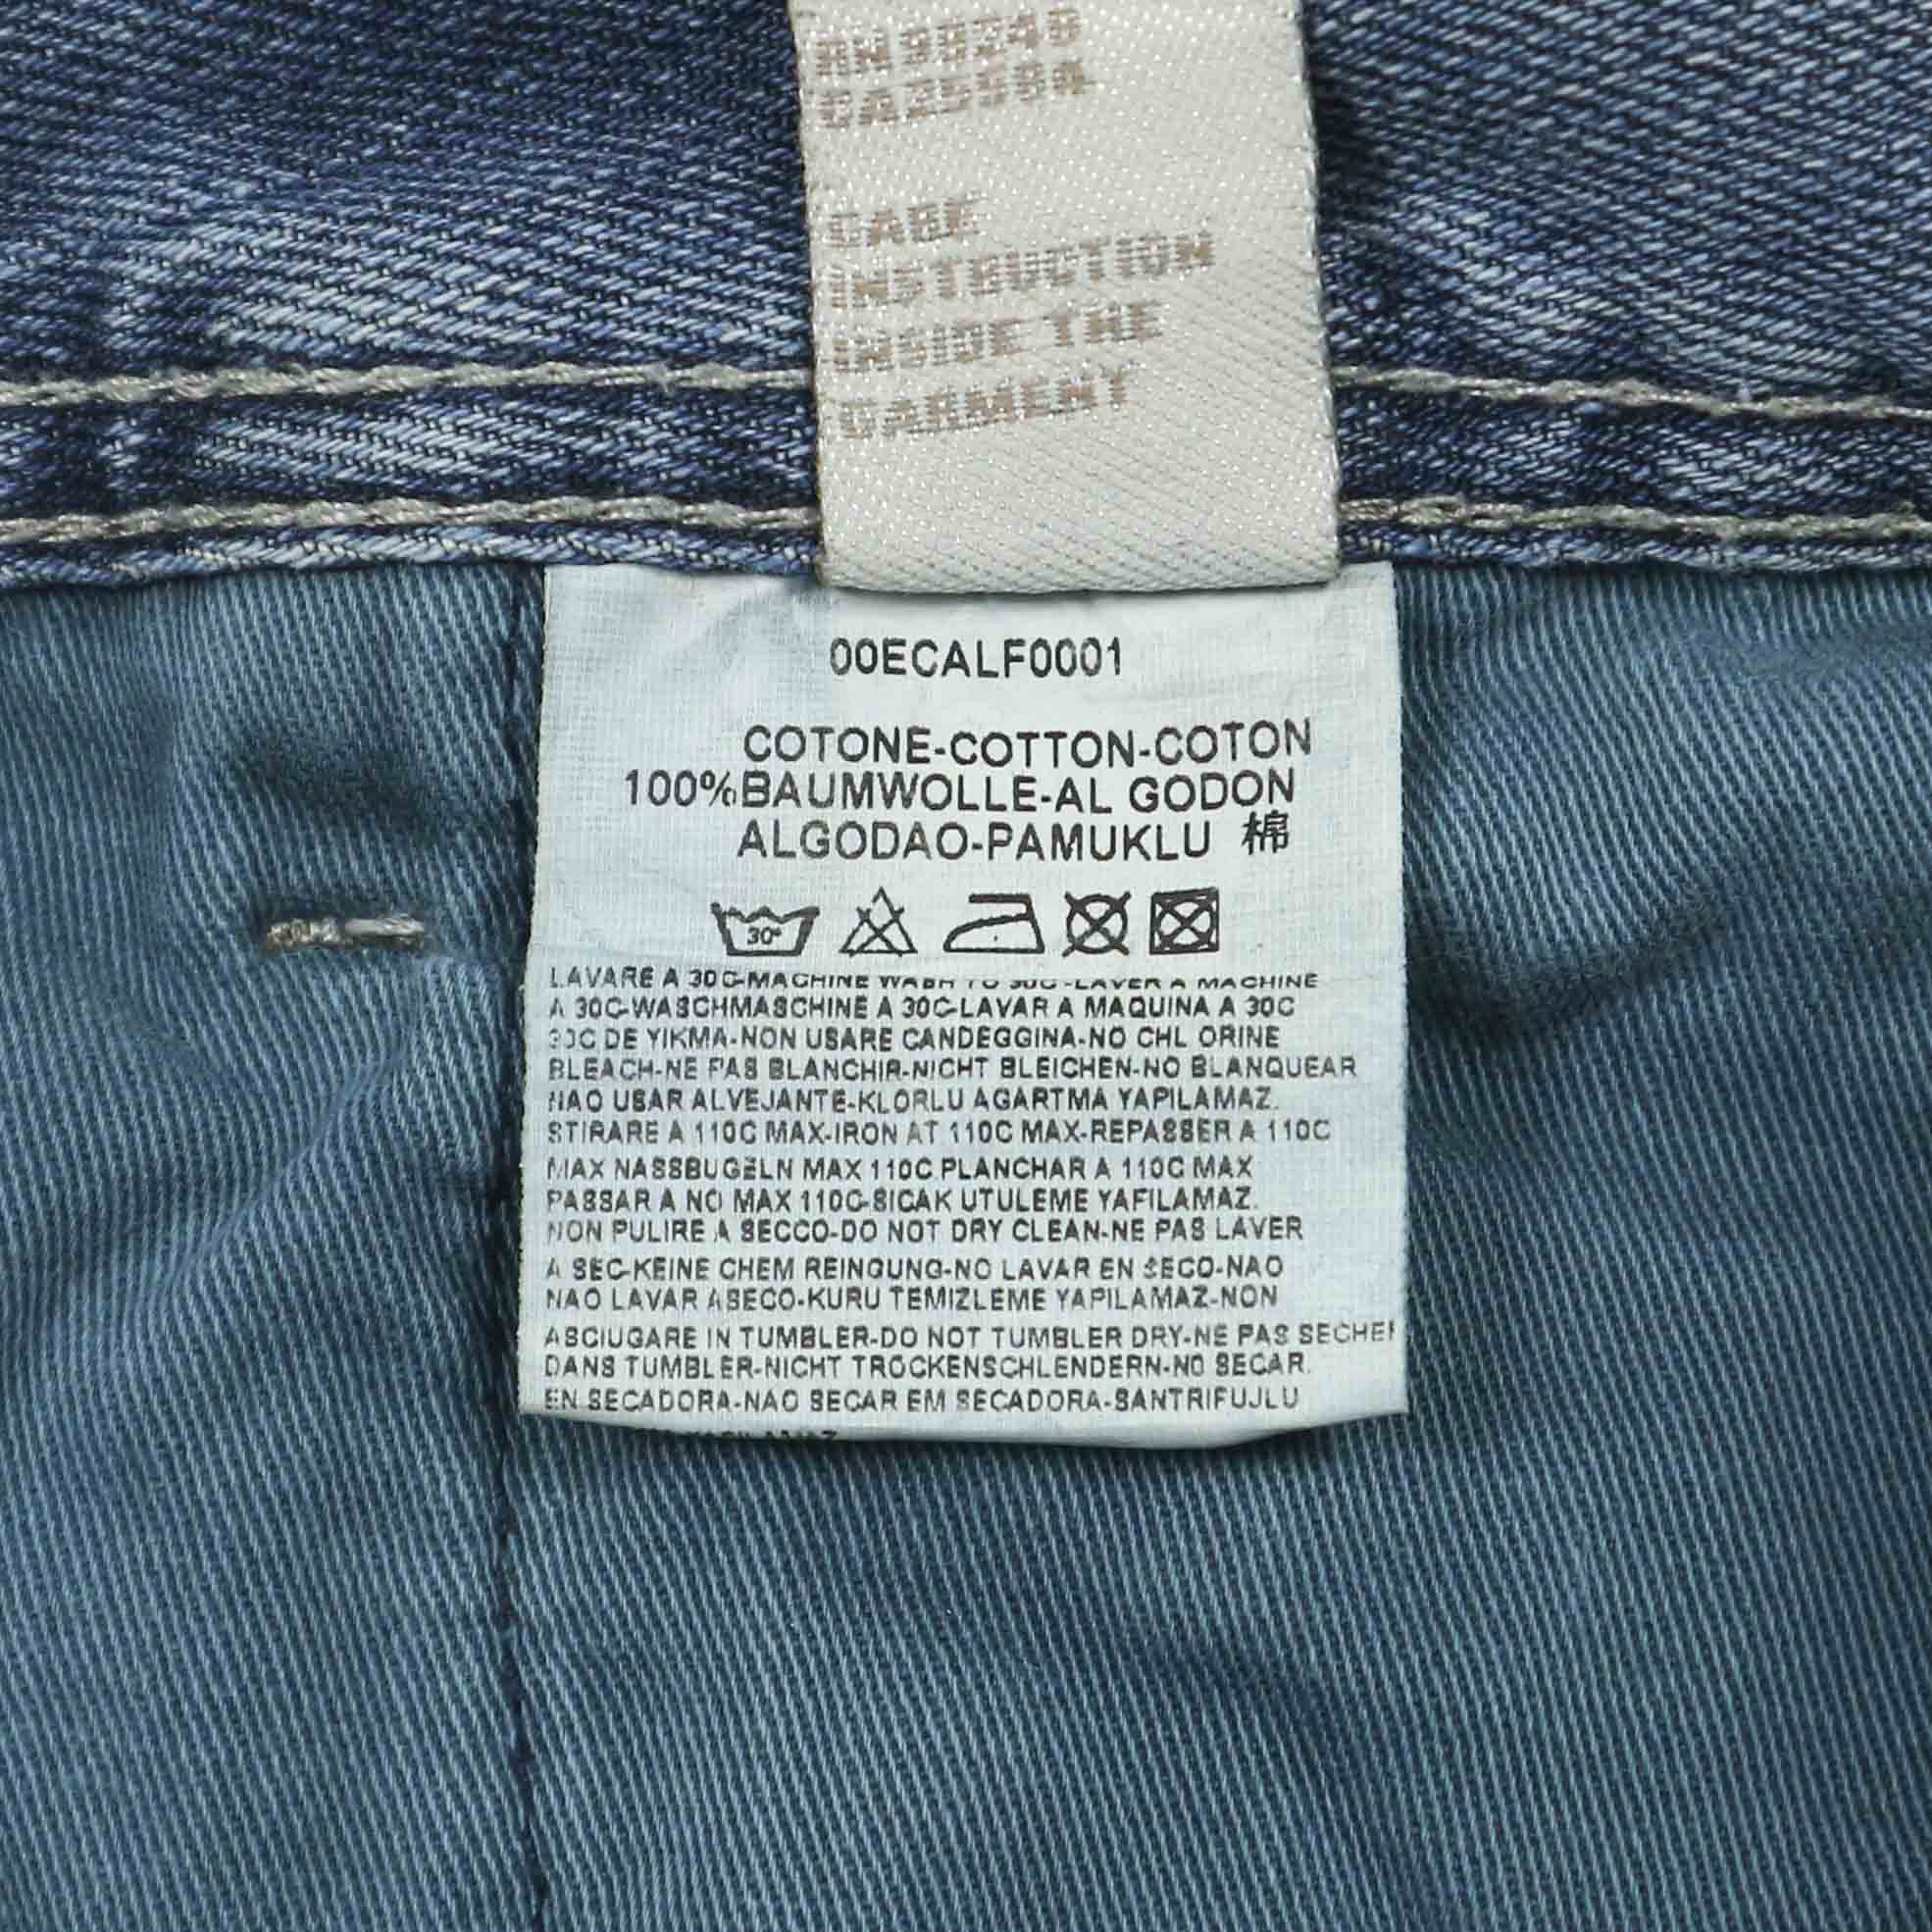 CARE
INSTRUCTION
INSIDE THE
GARMENT
00ECALF0001
COTONE-COTTON-COTON
100%BAUMWOLLE-AL GODON
ALGODAO-PAMUKLU 棉
30°
LAVARE A 30C-MACHINE WASH TO 30C-LAVER A MACHINE
A 30C-WASCHMASCHINE A 30C-LAVAR A MAQUINA A 30C
30C DE YIKMA-NON USARE CANDEGGINA-NO CHL ORINE
BLEACH-NE PAS BLANCHIR-NICHT BLEICHEN-NO BLANQUEAR
NAO USAR ALVEJANTE-KLORLU AGARTMA YAPILAMAZ.
STIRARE A 110C MAX-IRON AT 110C MAX-REPASSER A 110C
MAX NASSBUGELN MAX 110C PLANCHAR A 110C MAX
PASSAR A NO MAX 110C-SICAK UTULEME YAPILAMAZ.
NON PULIRE A SECCO-DO NOT DRY CLEAN-NE PAS LAVER
A SEC-KEINE CHEM REINGUNG-NO LAVAR EN SECO-NAO
NAO LAVAR ASECO-KURU TEMIZLEME YAPILAMAZ-NON
ASCIUGARE IN TUMBLER-DO NOT TUMBLER DRY-NE PAS SECHER
DANS TUMBLER-NICHT TROCKENSCHLENDERN-NO SECAR.
EN SECADORA-NAO SECAR EM SECADORA-SANTRIFUJLU